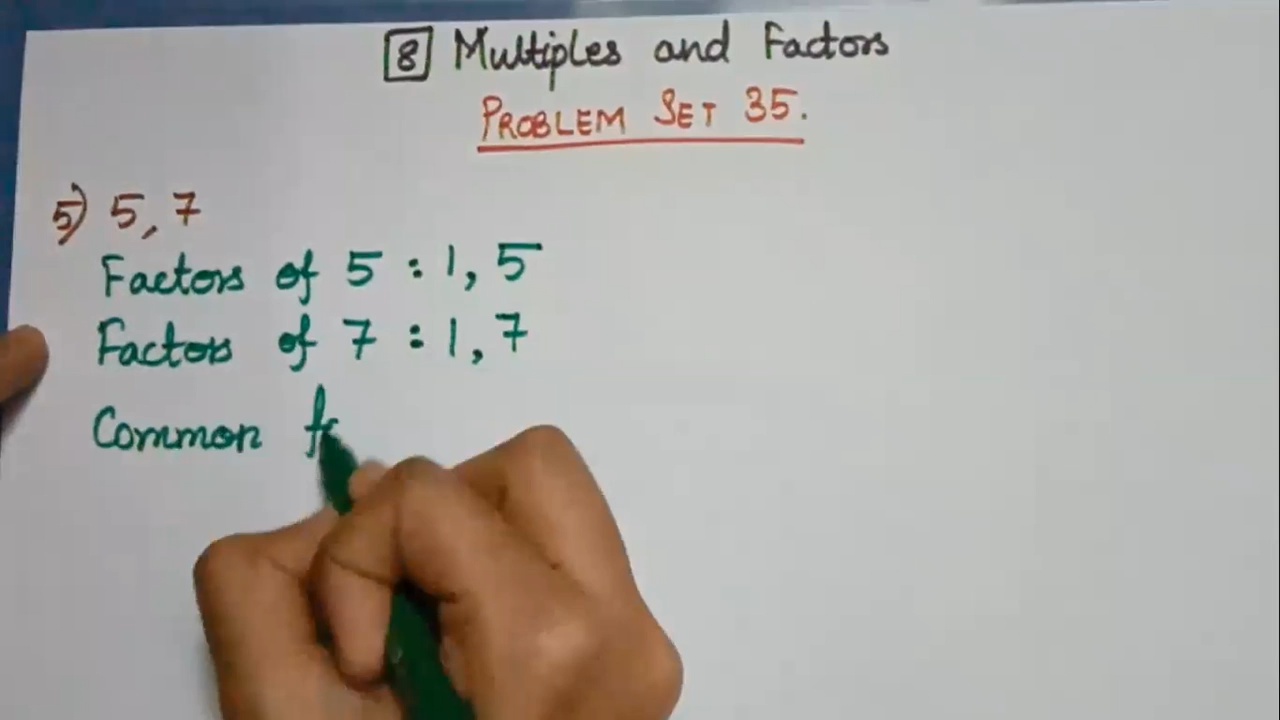 8 Multiples and Factors
PROBLEM SET 35.
5) 5, 7
Factors of 5 : 1, 5
Factors of 7 : 1, 7
Common